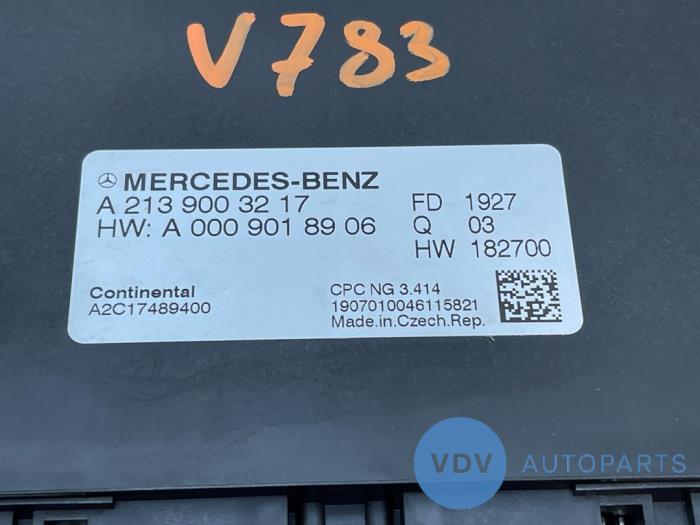 V783
MERCEDES-BENZ
A 213 900 32 17
HW: A 000 901 89 06
FD 1927
Q 03
HW 182700
Continental
A2C17489400
CPC NG 3.414
1907010046115821
Made.in.Czech.Rep.
VDV AUTOPARTS